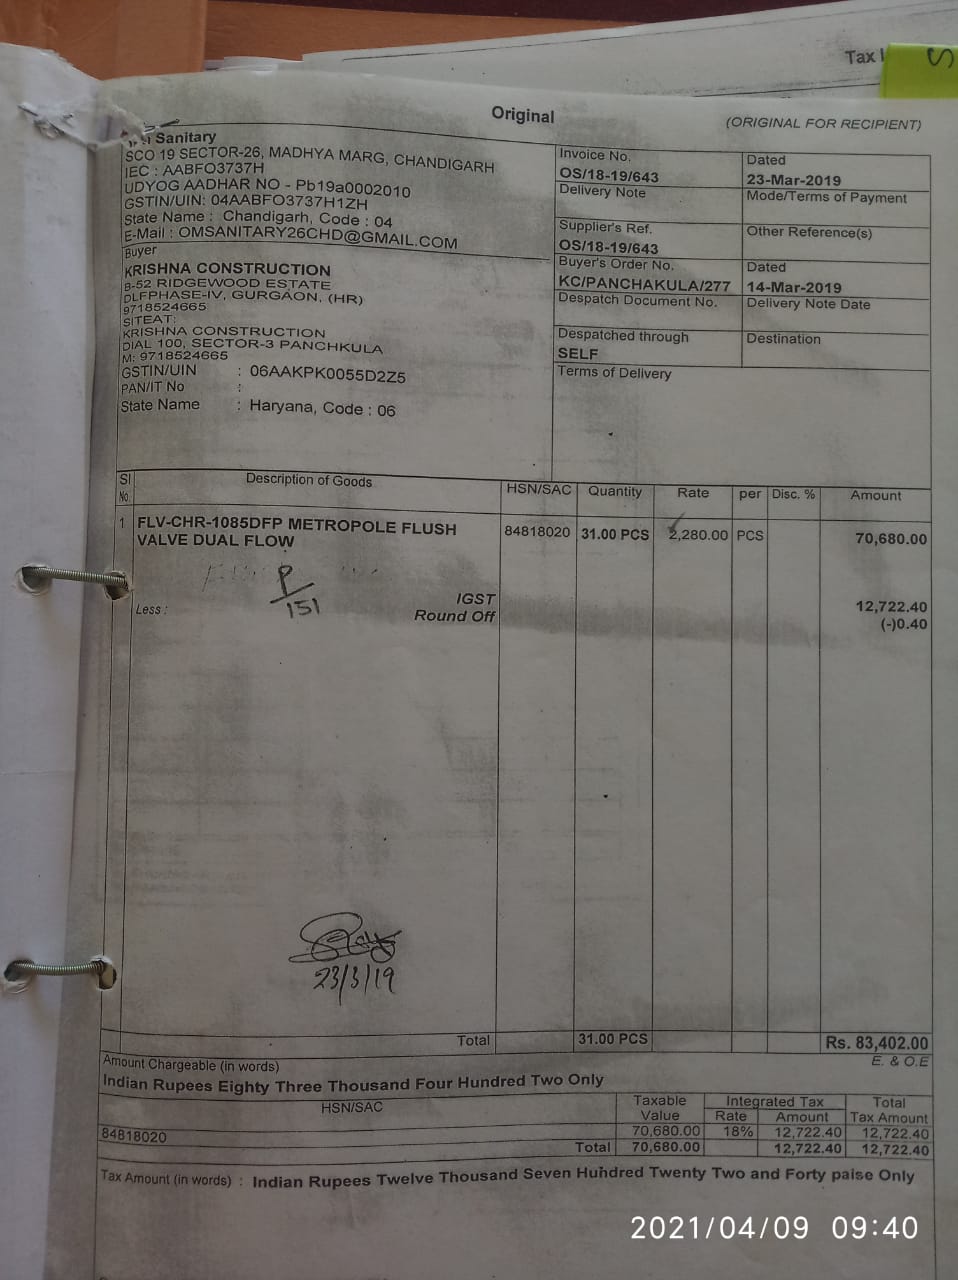 Tax
S
Original
(ORIGINAL FOR RECIPIENT)
Sanitary
SCO 19 SECTOR-26, MADHYA MARG, CHANDIGARH
IEC : AABFO3737H
UDYOG AADHAR NO - Pb19a0002010
GSTIN/UIN: 04AABFO3737H1ZH
State Name : Chandigarh, Code : 04
E-Mail : OMSANITARY26CHD@GMAIL.COM
Invoice No.
OS/18-19/643
Dated
23-Mar-2019
Delivery Note
Mode/Terms of Payment
Supplier's Ref.
OS/18-19/643
Other Reference(s)
Buyer
KRISHNA CONSTRUCTION
B-52 RIDGEWOOD ESTATE
DLFPHASE-IV, GURGAON, (HR)
9718524665
SITEAT:
KRISHNA CONSTRUCTION
DIAL 100, SECTOR-3 PANCHKULA
M: 9718524665
GSTIN/UIN : 06AAKPK0055D2Z5
PAN/IT No :
State Name : Haryana, Code : 06
Buyer's Order No.
KC/PANCHAKULA/277
Dated
14-Mar-2019
Despatch Document No.
Delivery Note Date
Despatched through
SELF
Destination
Terms of Delivery
Sl No. Description of Goods HSN/SAC Quantity Rate per Disc. % Amount
1 FLV-CHR-1085DFP METROPOLE FLUSH 84818020 31.00 PCS 2,280.00 PCS 70,680.00
VALVE DUAL FLOW
P/151
IGST 12,722.40
Less : Round Off (-)0.40
23/3/19
Total 31.00 PCS Rs. 83,402.00
Amount Chargeable (in words) E. & O.E
Indian Rupees Eighty Three Thousand Four Hundred Two Only
HSN/SAC Taxable Value Integrated Tax Rate Amount Total Tax Amount
84818020 70,680.00 18% 12,722.40 12,722.40
Total 70,680.00 12,722.40 12,722.40
Tax Amount (in words) : Indian Rupees Twelve Thousand Seven Hundred Twenty Two and Forty paise Only
2021/04/09 09:40